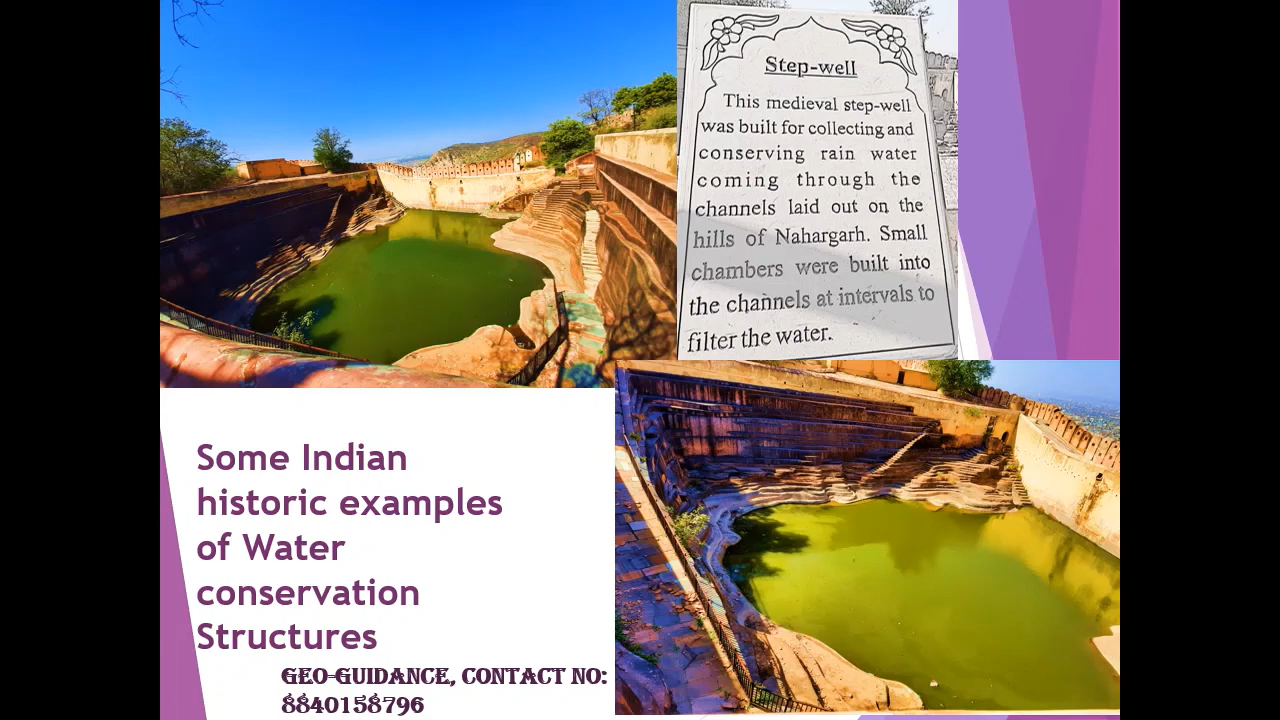 Step-well
This medieval step-well
was built for collecting and
conserving rain water
coming through the
channels laid out on the
hills of Nahargarh. Small
chambers were built into
the channels at intervals to
filter the water.
Some Indian
historic examples
of Water
conservation
Structures
GEO-GUIDANCE, CONTACT NO:
8840158796